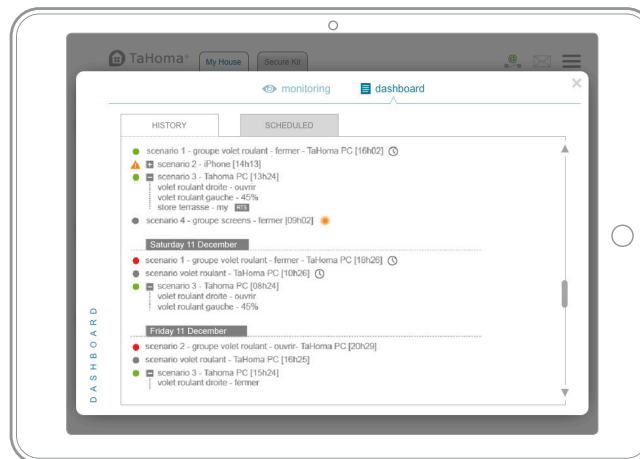 TaHoma®
My House
Secure Kit
monitoring
dashboard
HISTORY
SCHEDULED
scenario 1 - groupe volet roulant - fermer - TaHoma PC [16h02]
scenario 2 - iPhone [14h13]
scenario 3 - Tahoma PC [13h24]
volet roulant droite - ouvrir
volet roulant gauche - 45%
store terrasse - my RTS
scenario 4 - groupe screens - fermer [09h02]
Saturday 11 December
scenario 1 - groupe volet roulant - fermer - TaHoma PC [18h26]
scenario volet roulant - TaHoma PC [10h26]
scenario 3 - Tahoma PC [08h24]
volet roulant droite - ouvrir
volet roulant gauche - 45%
Friday 11 December
scenario 2 - groupe volet roulant - ouvrir- TaHoma PC [20h29]
scenario volet roulant - TaHoma PC [16h25]
scenario 3 - Tahoma PC [15h24]
volet roulant droite - fermer
DASHBOARD